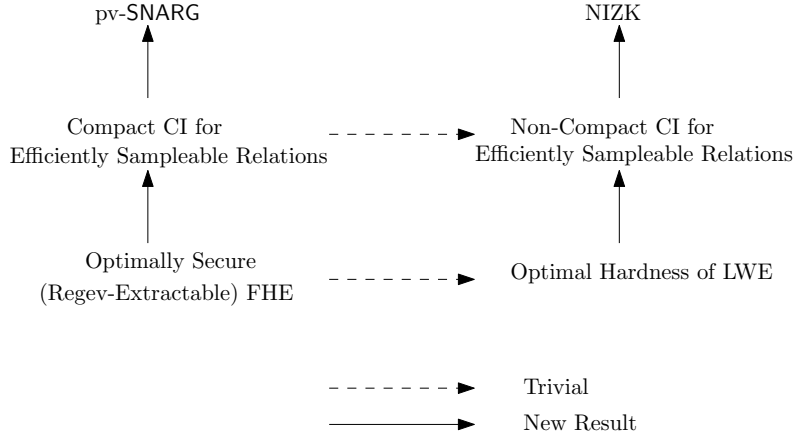 pv-SNARG
NIZK
Compact CI for
Efficiently Sampleable Relations
Non-Compact CI for
Efficiently Sampleable Relations
Optimally Secure
(Regev-Extractable) FHE
Optimal Hardness of LWE
Trivial
New Result